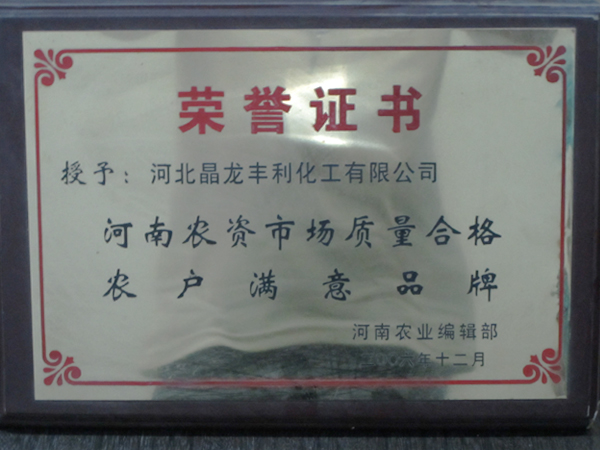 荣誉证书
授予：河北晶龙丰利化工有限公司
河南农资市场质量合格
农户满意品牌
河南农业编辑部
年十二月